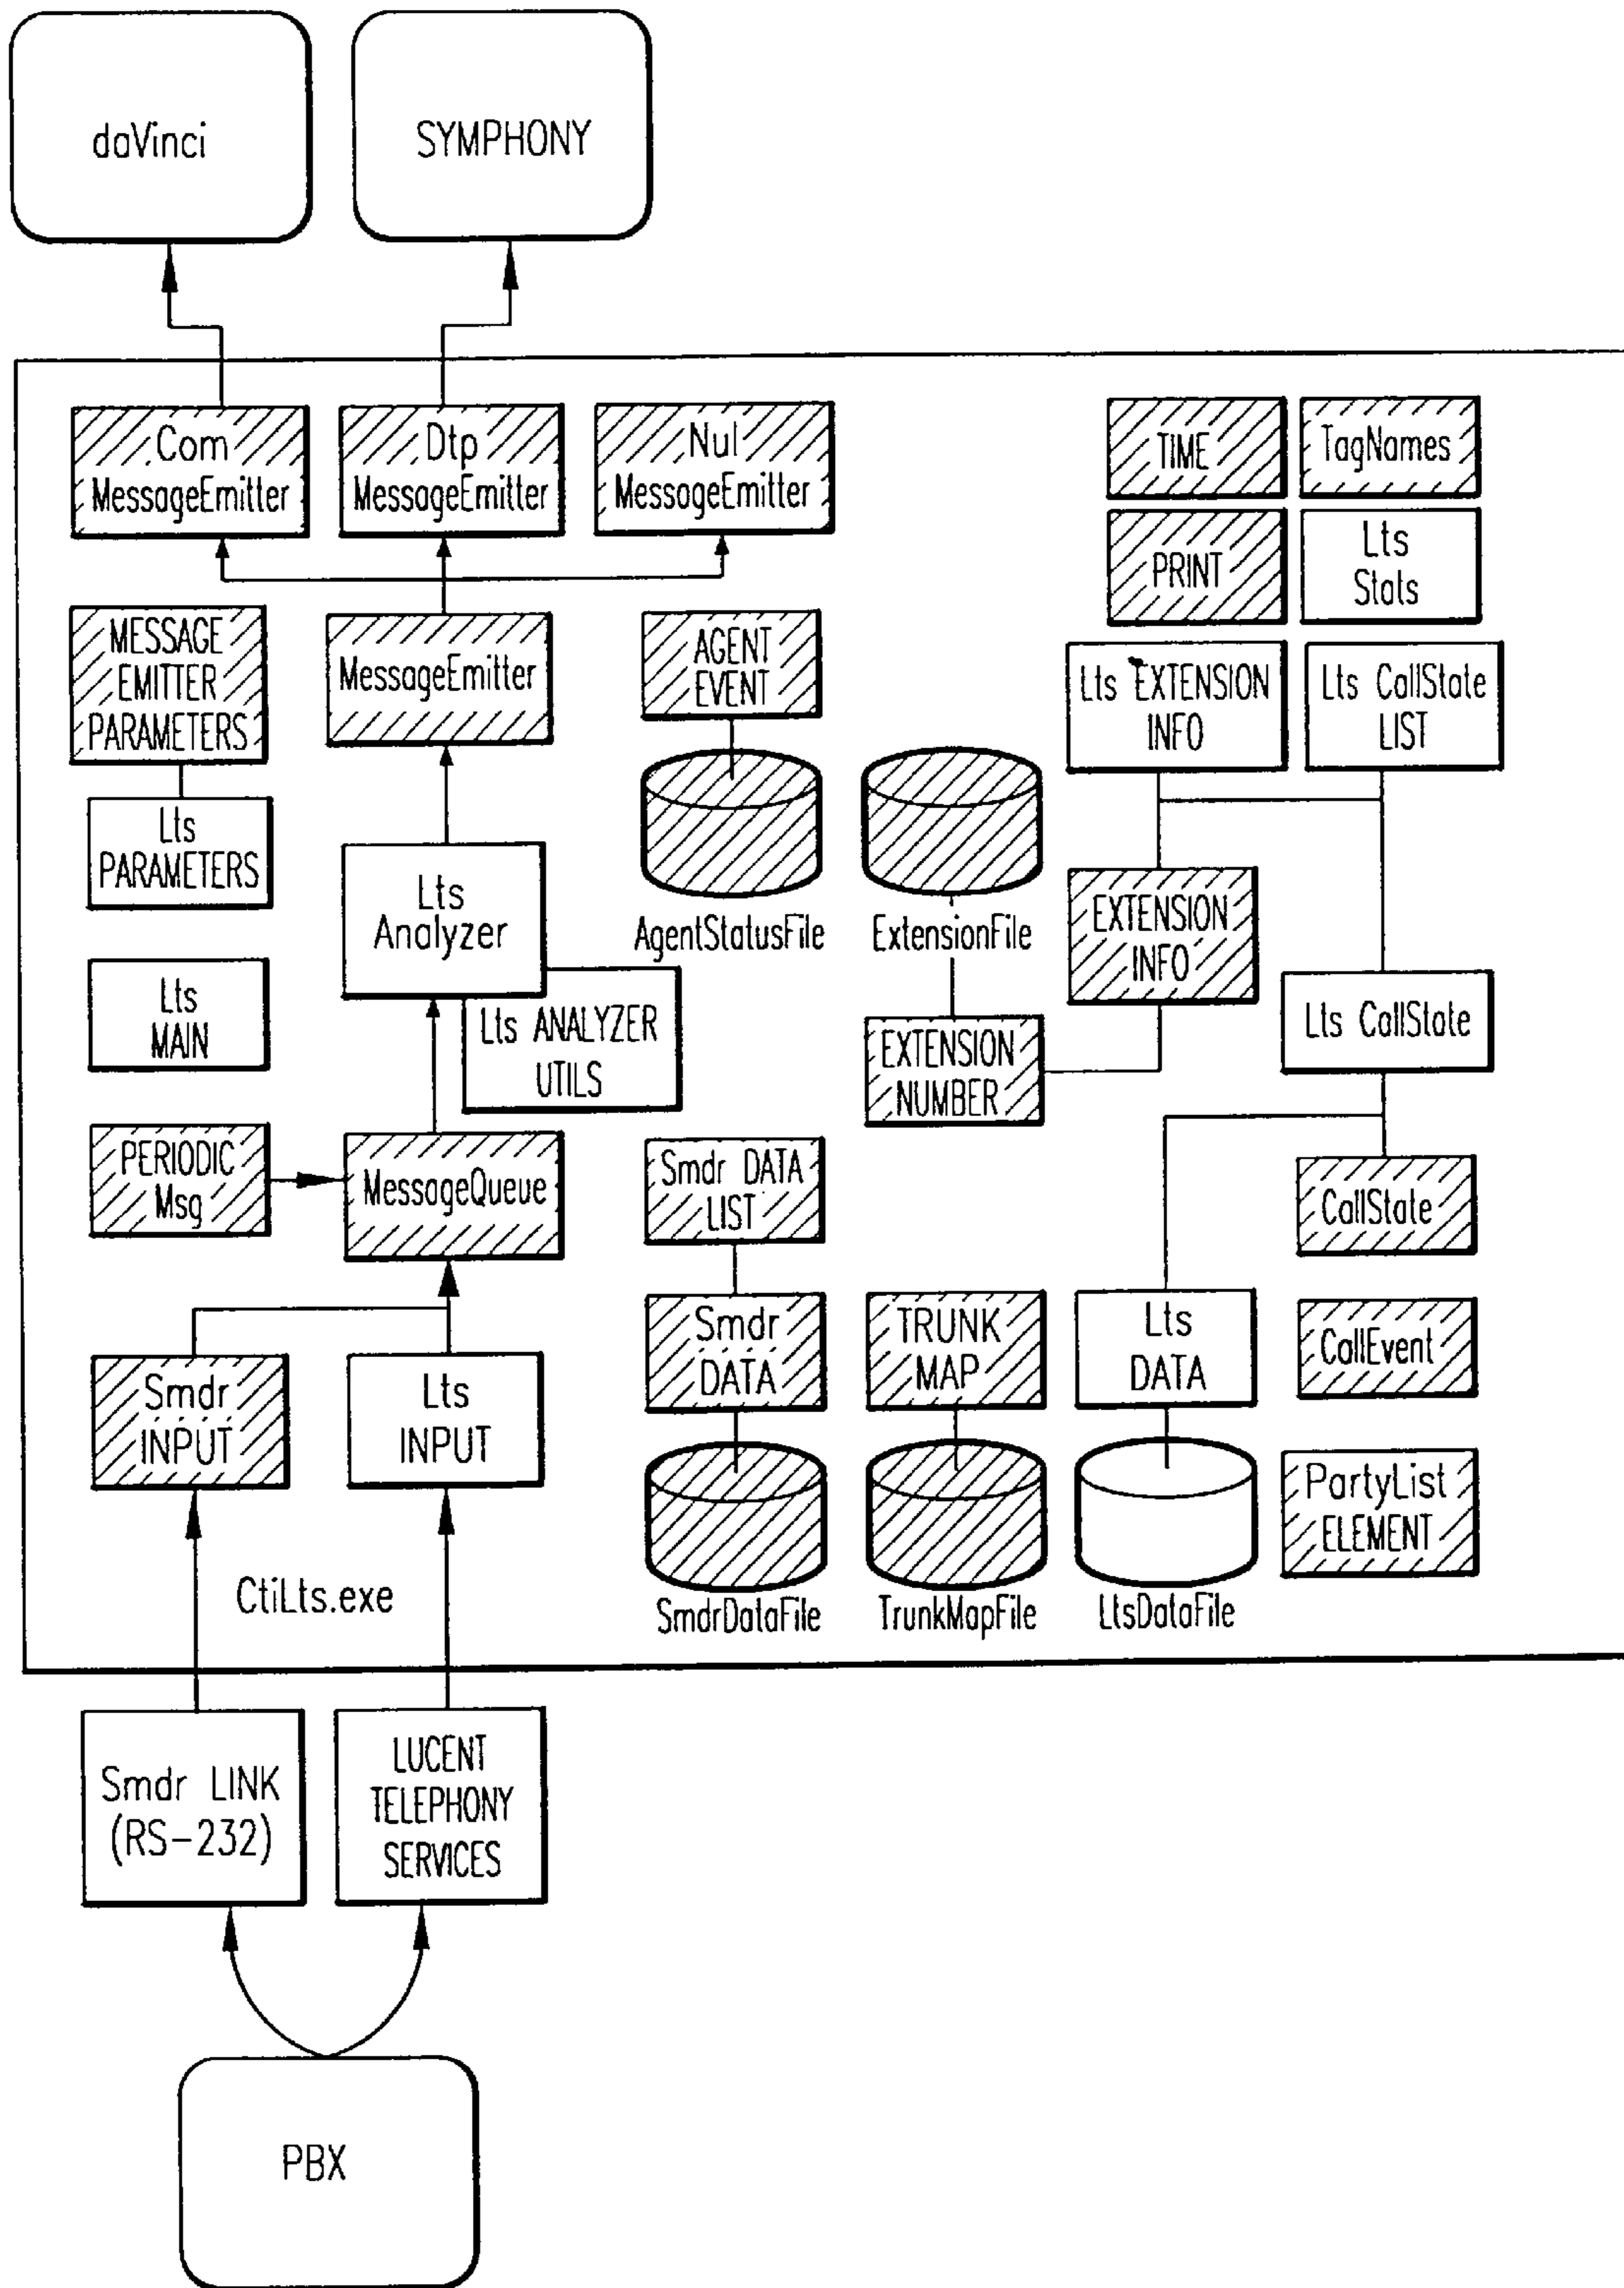 daVinci
SYMPHONY
Com
MessageEmitter
Dtp
MessageEmitter
Nul
MessageEmitter
TIME
TagNames
PRINT
Lts
Stats
MESSAGE
EMITTER
PARAMETERS
MessageEmitter
AGENT
EVENT
Lts EXTENSION
INFO
Lts CallState
LIST
Lts
PARAMETERS
Lts
Analyzer
AgentStatusFile
ExtensionFile
EXTENSION
INFO
Lts
MAIN
Lts ANALYZER
UTILS
EXTENSION
NUMBER
Lts CallState
PERIODIC
Msg
MessageQueue
Smdr DATA
LIST
CallState
Smdr
INPUT
Lts
INPUT
Smdr
DATA
TRUNK
MAP
Lts
DATA
CallEvent
PartyList
ELEMENT
CtiLts.exe
SmdrDataFile
TrunkMapFile
LtsDataFile
Smdr LINK
(RS-232)
LUCENT
TELEPHONY
SERVICES
PBX